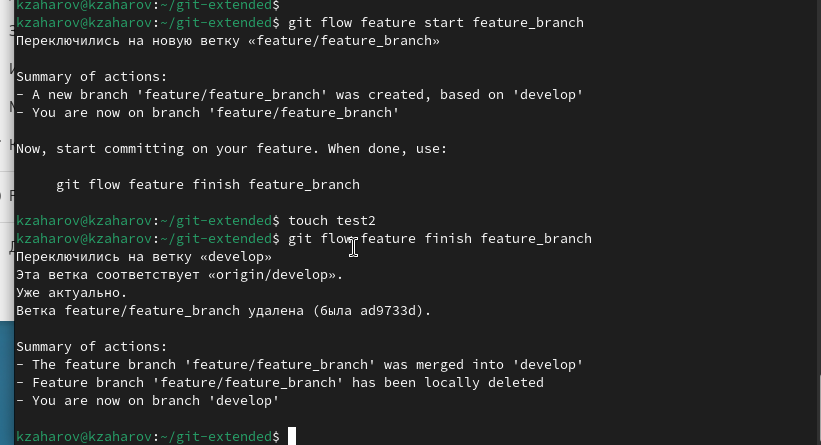 kzaharov@kzaharov:~/git-extended$
kzaharov@kzaharov:~/git-extended$ git flow feature start feature_branch
Переключились на новую ветку «feature/feature_branch»
Summary of actions:
- A new branch 'feature/feature_branch' was created, based on 'develop'
- You are now on branch 'feature/feature_branch'
Now, start committing on your feature. When done, use:
git flow feature finish feature_branch
kzaharov@kzaharov:~/git-extended$ touch test2
kzaharov@kzaharov:~/git-extended$ git flow feature finish feature_branch
Переключились на ветку «develop»
Эта ветка соответствует «origin/develop».
Уже актуально.
Ветка feature/feature_branch удалена (была ad9733d).
Summary of actions:
- The feature branch 'feature/feature_branch' was merged into 'develop'
- Feature branch 'feature/feature_branch' has been locally deleted
- You are now on branch 'develop'
kzaharov@kzaharov:~/git-extended$